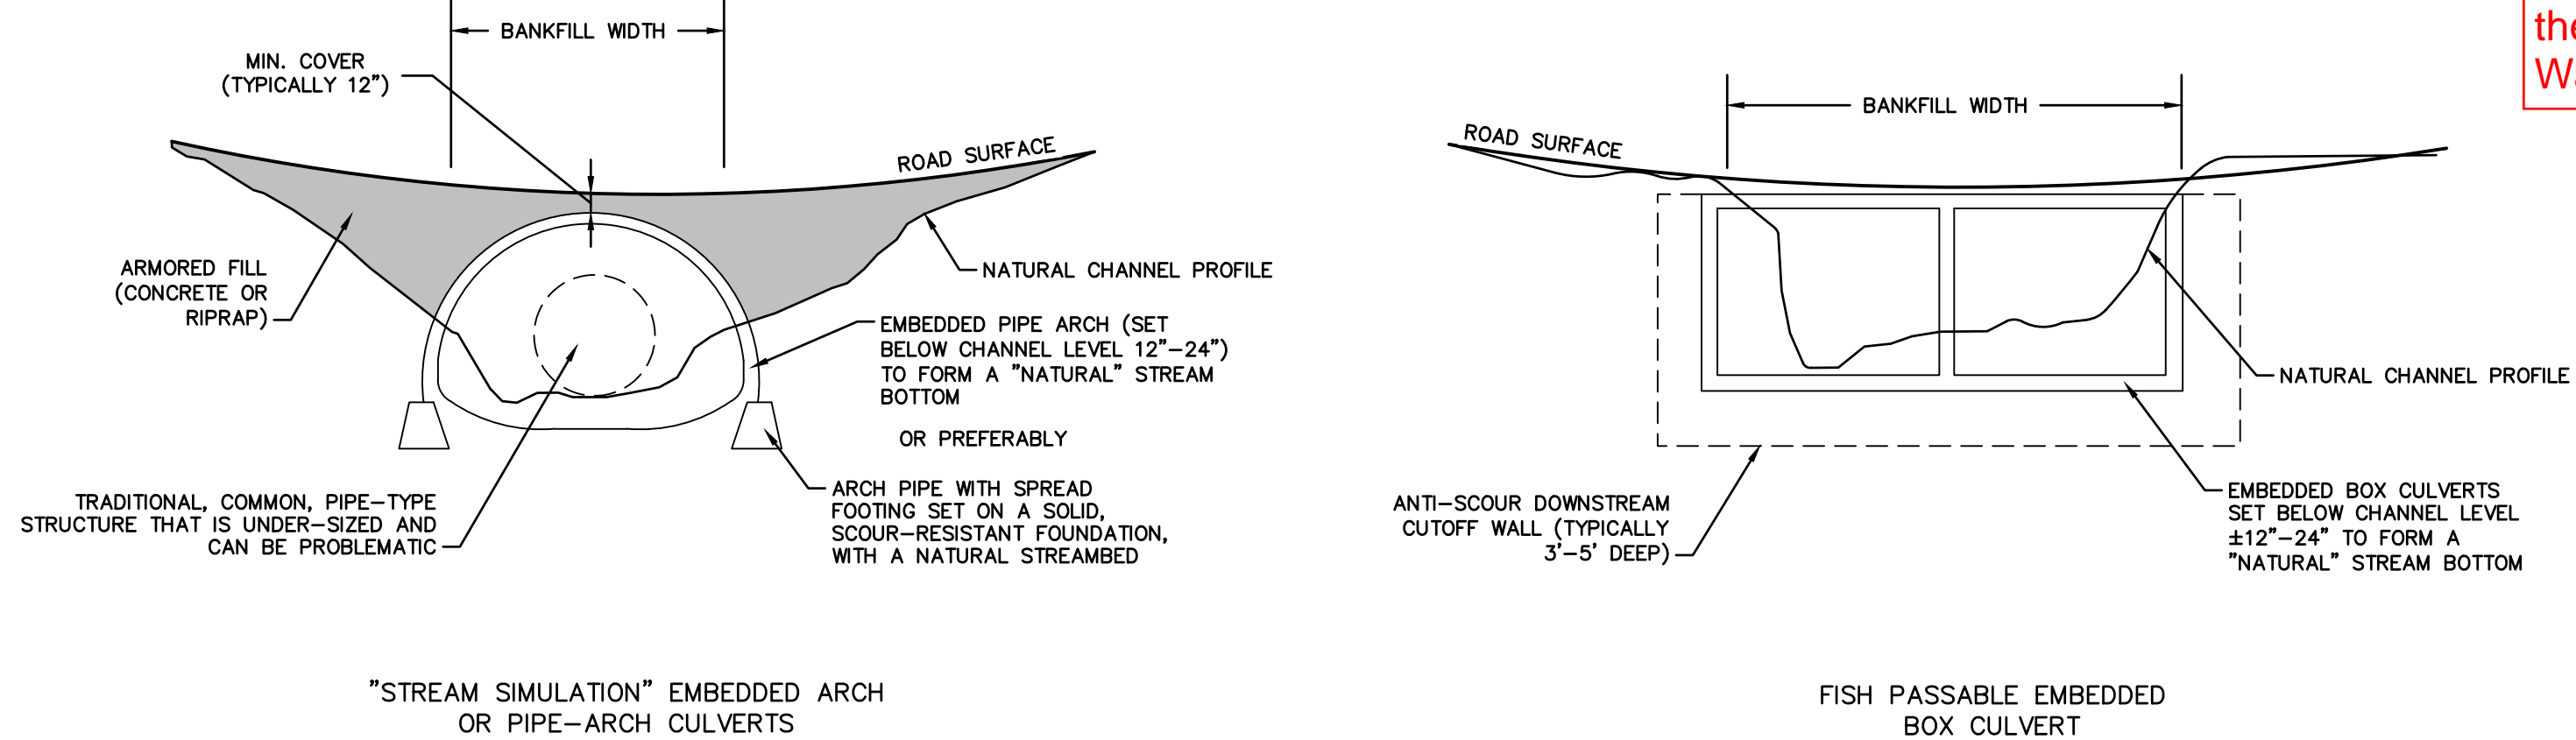 BANKFILL WIDTH
MIN. COVER
(TYPICALLY 12")
ROAD SURFACE
ARMORED FILL
(CONCRETE OR
RIPRAP)
NATURAL CHANNEL PROFILE
EMBEDDED PIPE ARCH (SET
BELOW CHANNEL LEVEL 12"-24")
TO FORM A "NATURAL" STREAM
BOTTOM
OR PREFERABLY
ARCH PIPE WITH SPREAD
FOOTING SET ON A SOLID,
SCOUR-RESISTANT FOUNDATION,
WITH A NATURAL STREAMBED
TRADITIONAL, COMMON, PIPE-TYPE
STRUCTURE THAT IS UNDER-SIZED AND
CAN BE PROBLEMATIC
"STREAM SIMULATION" EMBEDDED ARCH
OR PIPE-ARCH CULVERTS
BANKFILL WIDTH
ROAD SURFACE
NATURAL CHANNEL PROFILE
ANTI-SCOUR DOWNSTREAM
CUTOFF WALL (TYPICALLY
3'-5' DEEP)
EMBEDDED BOX CULVERTS
SET BELOW CHANNEL LEVEL
±12"-24" TO FORM A
"NATURAL" STREAM BOTTOM
FISH PASSABLE EMBEDDED
BOX CULVERT
the